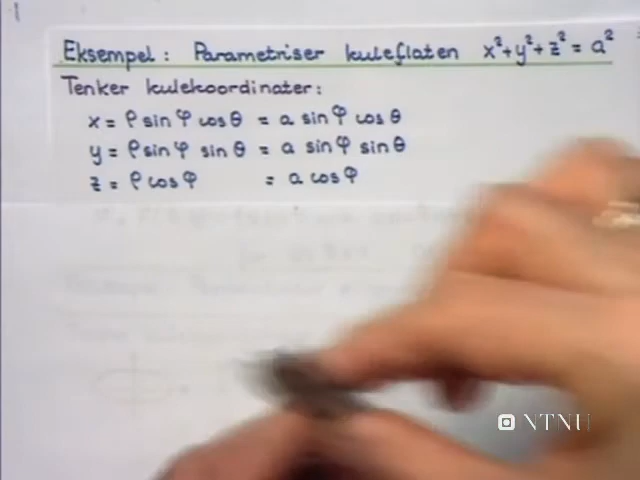 Eksempel: Parametriser kuleflaten x²+y²+z² = a²
Tenker kulekoordinater:
x = ρ sin φ cos θ = a sin φ cos θ
y = ρ sin φ sin θ = a sin φ sin θ
z = ρ cos φ = a cos φ
NTNU